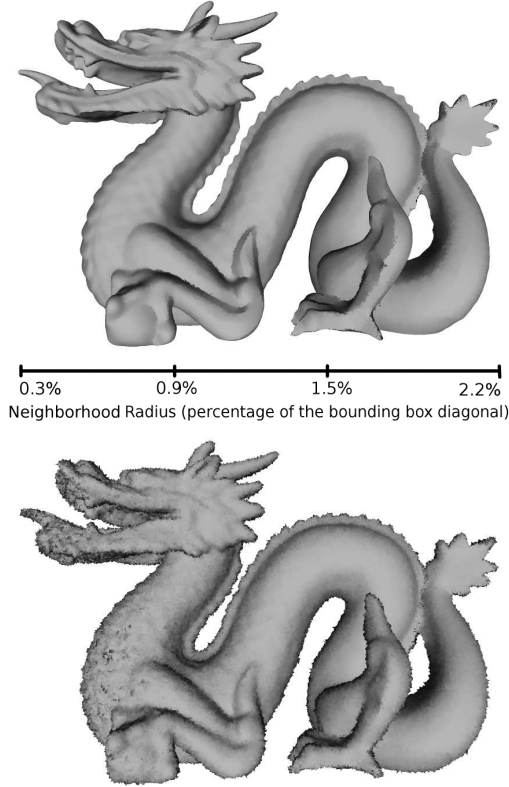 0.3% 0.9% 1.5% 2.2%
Neighborhood Radius (percentage of the bounding box diagonal)